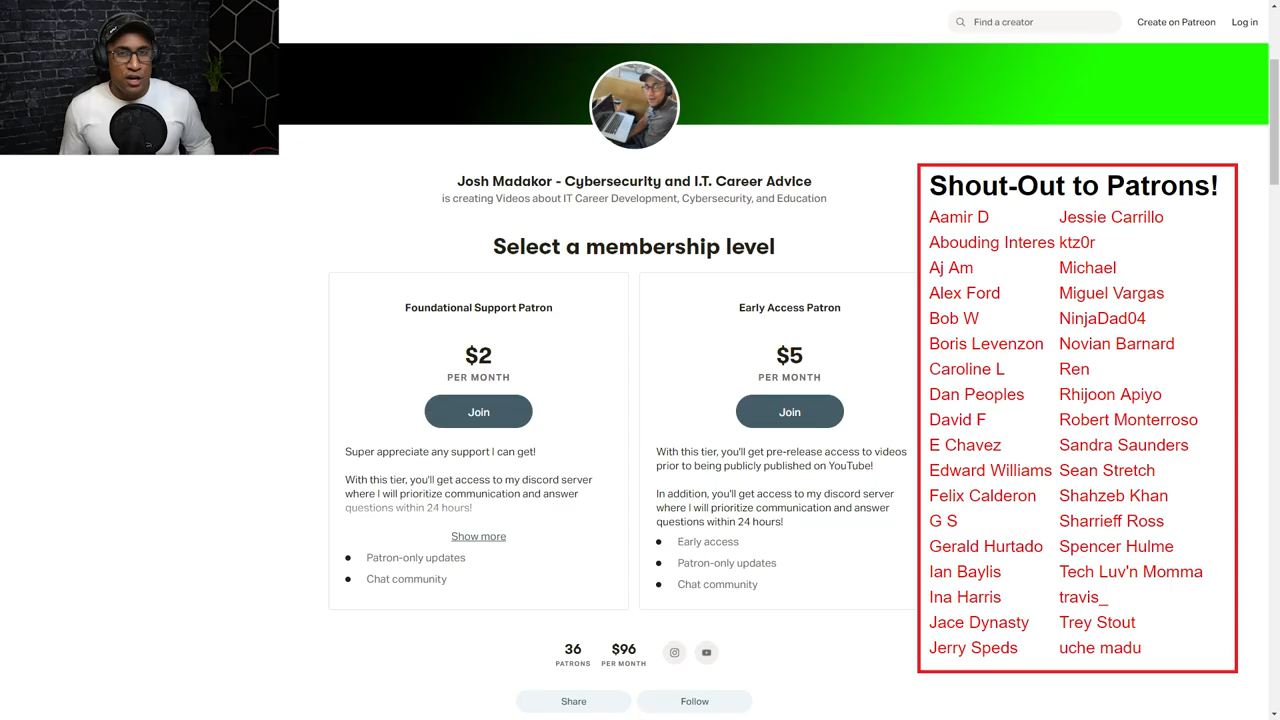 Find a creator
Create on Patreon
Log in
Josh Madakor - Cybersecurity and I.T. Career Advice
is creating Videos about IT Career Development, Cybersecurity, and Education
Select a membership level
Foundational Support Patron
$2
PER MONTH
Join
Super appreciate any support I can get!
With this tier, you'll get access to my discord server
where I will prioritize communication and answer
questions within 24 hours!
Show more
Patron-only updates
Chat community
Early Access Patron
$5
PER MONTH
Join
With this tier, you'll get pre-release access to videos
prior to being publicly published on YouTube!
In addition, you'll get access to my discord server
where I will prioritize communication and answer
questions within 24 hours!
Early access
Patron-only updates
Chat community
36
PATRONS
$96
PER MONTH
Share
Follow
Shout-Out to Patrons!
Aamir D
Abouding Interes
Aj Am
Alex Ford
Bob W
Boris Levenzon
Caroline L
Dan Peoples
David F
E Chavez
Edward Williams
Felix Calderon
G S
Gerald Hurtado
Ian Baylis
Ina Harris
Jace Dynasty
Jerry Speds
Jessie Carrillo
ktz0r
Michael
Miguel Vargas
NinjaDad04
Novian Barnard
Ren
Rhijoon Apiyo
Robert Monterroso
Sandra Saunders
Sean Stretch
Shahzeb Khan
Sharrieff Ross
Spencer Hulme
Tech Luv'n Momma
travis_
Trey Stout
uche madu